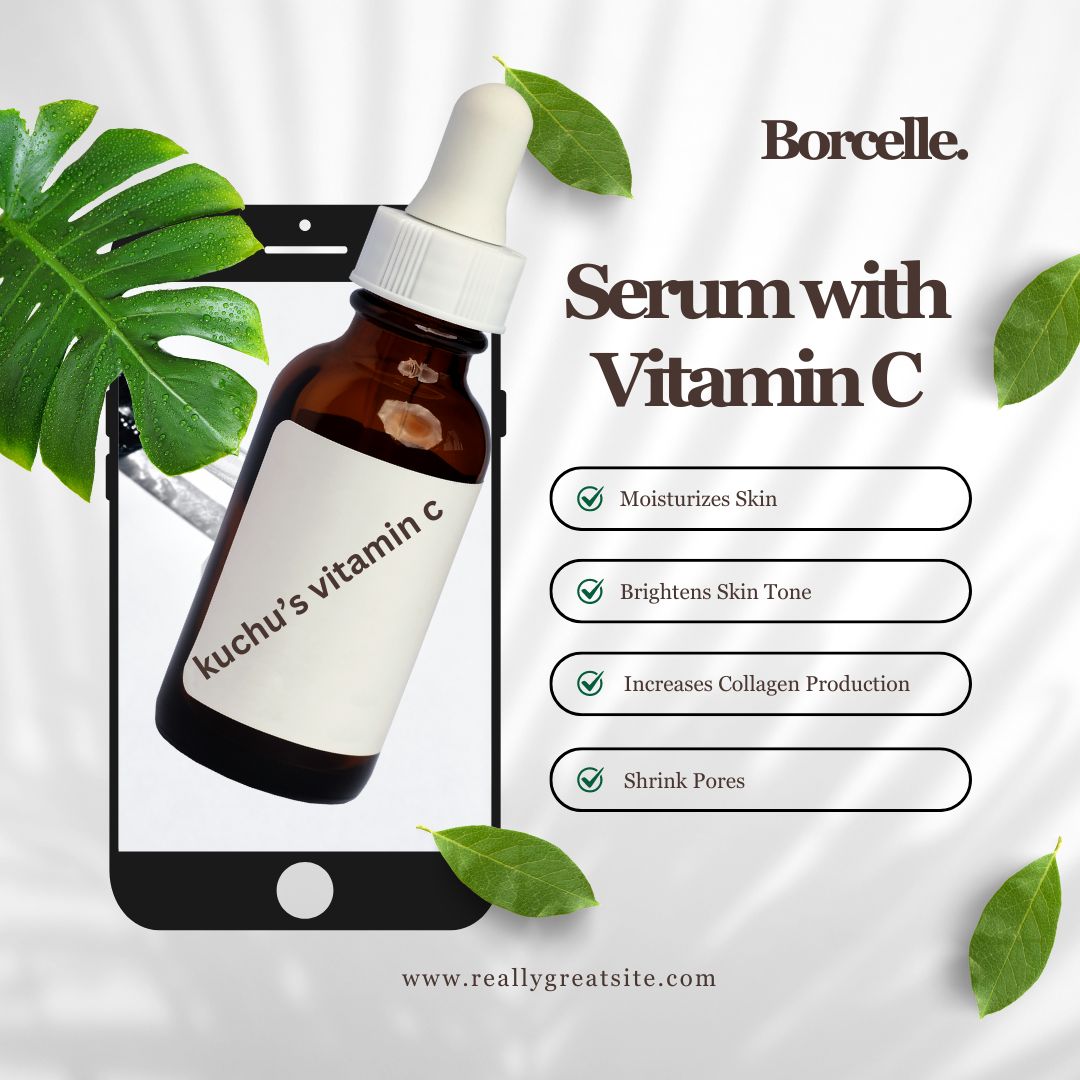 Borcelle.
Serum with
Vitamin C
kuchu's vitamin c
Moisturizes Skin
Brightens Skin Tone
Increases Collagen Production
Shrink Pores
www.reallygreatsite.com